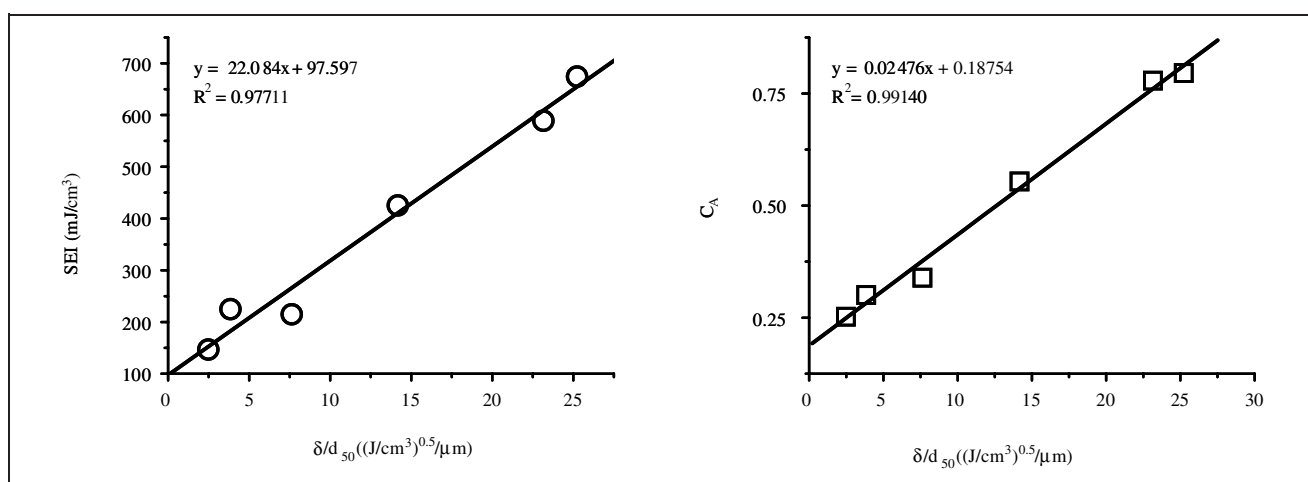 y = 22.084x + 97.597
R² = 0.97711
700
600
500
400
300
200
100
SEI (mJ/cm³)
0 5 10 15 20 25
δ/d₅₀((J/cm³)⁰·⁵/μm)
y = 0.02476x + 0.18754
R² = 0.99140
0.75
0.50
0.25
C_A
0 5 10 15 20 25 30
δ/d₅₀((J/cm³)⁰·⁵/μm)